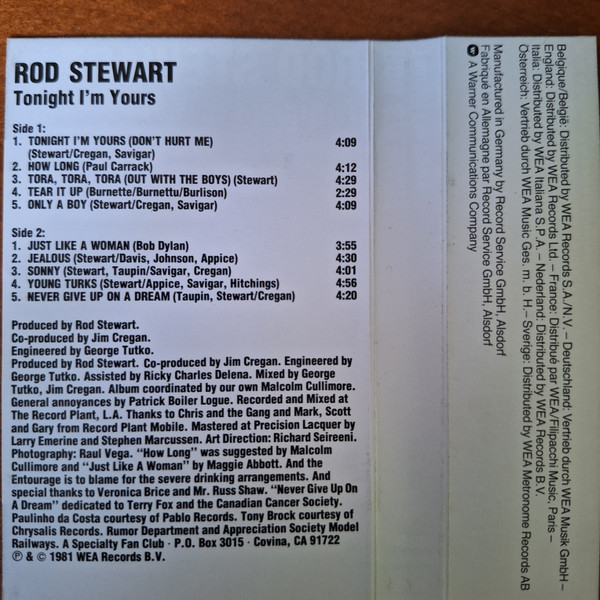 ROD STEWART
Tonight I'm Yours
Side 1:
1. TONIGHT I'M YOURS (DON'T HURT ME) 4:09
(Stewart/Cregan, Savigar)
2. HOW LONG (Paul Carrack) 4:12
3. TORA, TORA, TORA (OUT WITH THE BOYS) (Stewart) 4:29
4. TEAR IT UP (Burnette/Burnettu/Burlison) 2:29
5. ONLY A BOY (Stewart/Cregan, Savigar) 4:09
Side 2:
1. JUST LIKE A WOMAN (Bob Dylan) 3:55
2. JEALOUS (Stewart/Davis, Johnson, Appice) 4:30
3. SONNY (Stewart, Taupin/Savigar, Cregan) 4:01
4. YOUNG TURKS (Stewart/Appice, Savigar, Hitchings) 4:56
5. NEVER GIVE UP ON A DREAM (Taupin, Stewart/Cregan) 4:20
Produced by Rod Stewart.
Co-produced by Jim Cregan.
Engineered by George Tutko.
Produced by Rod Stewart. Co-produced by Jim Cregan. Engineered by
George Tutko. Assisted by Ricky Charles Delena. Mixed by George
Tutko, Jim Cregan. Album coordinated by our own Malcolm Cullimore.
General annoyances by Patrick Boiler Logue. Recorded and Mixed at
The Record Plant, L.A. Thanks to Chris and the Gang and Mark, Scott
and Gary from Record Plant Mobile. Mastered at Precision Lacquer by
Larry Emerine and Stephen Marcussen. Art Direction: Richard Seireeni.
Photography: Raul Vega. "How Long" was suggested by Malcolm
Cullimore and "Just Like A Woman" by Maggie Abbott. And the
Entourage is to blame for the severe drinking arrangements. And
special thanks to Veronica Brice and Mr. Russ Shaw. "Never Give Up On
A Dream" dedicated to Terry Fox and the Canadian Cancer Society.
Paulinho da Costa courtesy of Pablo Records. Tony Brock courtesy of
Chrysalis Records. Rumor Department and Appreciation Society Model
Railways. A Specialty Fan Club · P.O. Box 3015 · Covina, CA 91722
℗ & © 1981 WEA Records B.V.
Manufactured in Germany by Record Service GmbH, Alsdorf
Fabriqué en Allemagne par Record Service GmbH, Alsdorf
A Warner Communications Company
Belgique/België: Distributed by WEA Records S.A./N.V. – Deutschland: Vertrieb durch WEA Musik GmbH –
England: Distributed by WEA Records Ltd. – France: Distribué par WEA/Filipacchi Music, Paris –
Italia: Distributed by WEA Italiana S.P.A. – Nederland: Distributed by WEA Records B.V.
Österreich: Vertrieb durch WEA Music Ges. m. b. H. – Sverige: Distributed by WEA Metronome Records AB